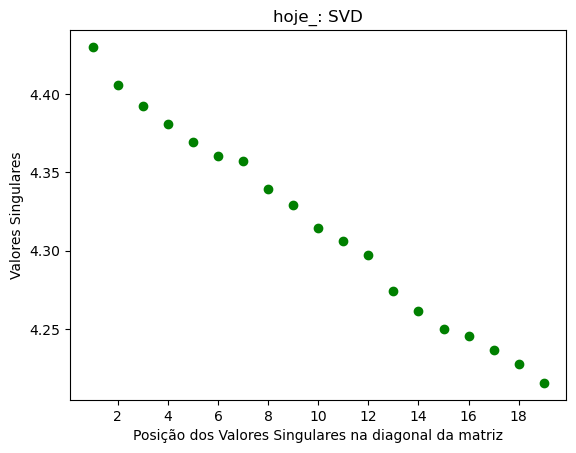 hoje_: SVD
Valores Singulares
4.40
4.35
4.30
4.25
2 4 6 8 10 12 14 16 18
Posição dos Valores Singulares na diagonal da matriz